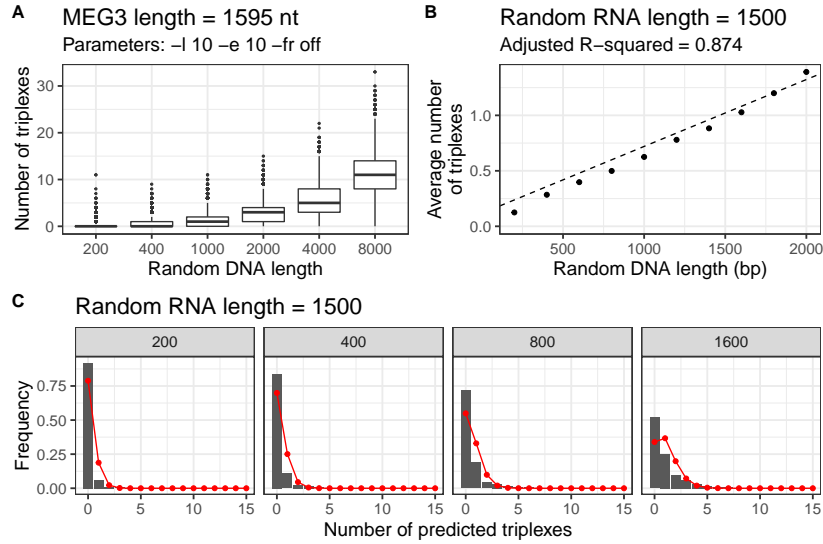 A
MEG3 length = 1595 nt
Parameters: −l 10 −e 10 −fr off
Number of triplexes
30
20
10
0
200 400 1000 2000 4000 8000
Random DNA length
B
Random RNA length = 1500
Adjusted R−squared = 0.874
Average number
of triplexes
1.0
0.5
0.0
500 1000 1500 2000
Random DNA length (bp)
C
Random RNA length = 1500
200 400 800 1600
Frequency
0.75
0.50
0.25
0.00
0 5 10 15 0 5 10 15 0 5 10 15 0 5 10 15
Number of predicted triplexes